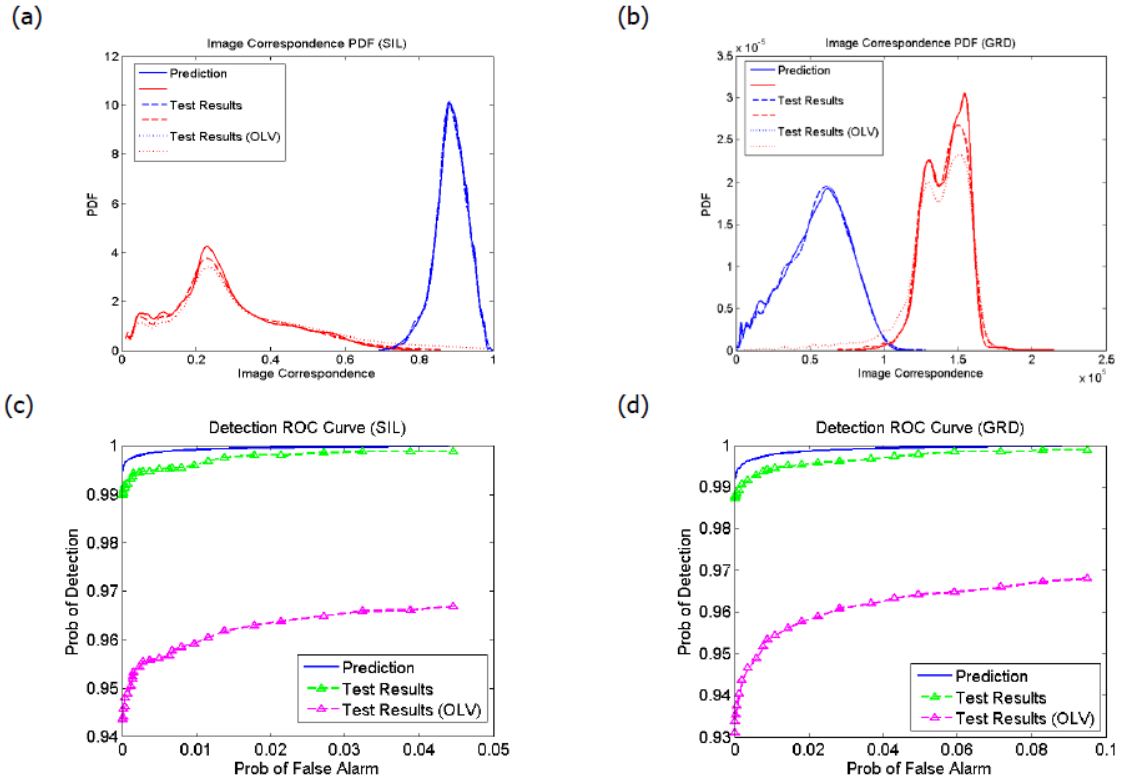 (a)
Image Correspondence PDF (SIL)
12
10
8
6
4
2
0
PDF
Prediction
Test Results
Test Results (OLV)
0
0.2
0.4
0.6
0.8
1
Image Correspondence
(b)
x 10⁻⁵
Image Correspondence PDF (GRD)
3.5
3
2.5
2
1.5
1
0.5
0
PDF
Prediction
Test Results
Test Results (OLV)
0
0.5
1
1.5
2
2.5
Image Correspondence
x 10⁵
(c)
Detection ROC Curve (SIL)
1
0.99
0.98
0.97
0.96
0.95
0.94
Prob of Detection
Prediction
Test Results
Test Results (OLV)
0
0.01
0.02
0.03
0.04
0.05
Prob of False Alarm
(d)
Detection ROC Curve (GRD)
1
0.99
0.98
0.97
0.96
0.95
0.94
0.93
Prob of Detection
Prediction
Test Results
Test Results (OLV)
0
0.02
0.04
0.06
0.08
0.1
Prob of False Alarm